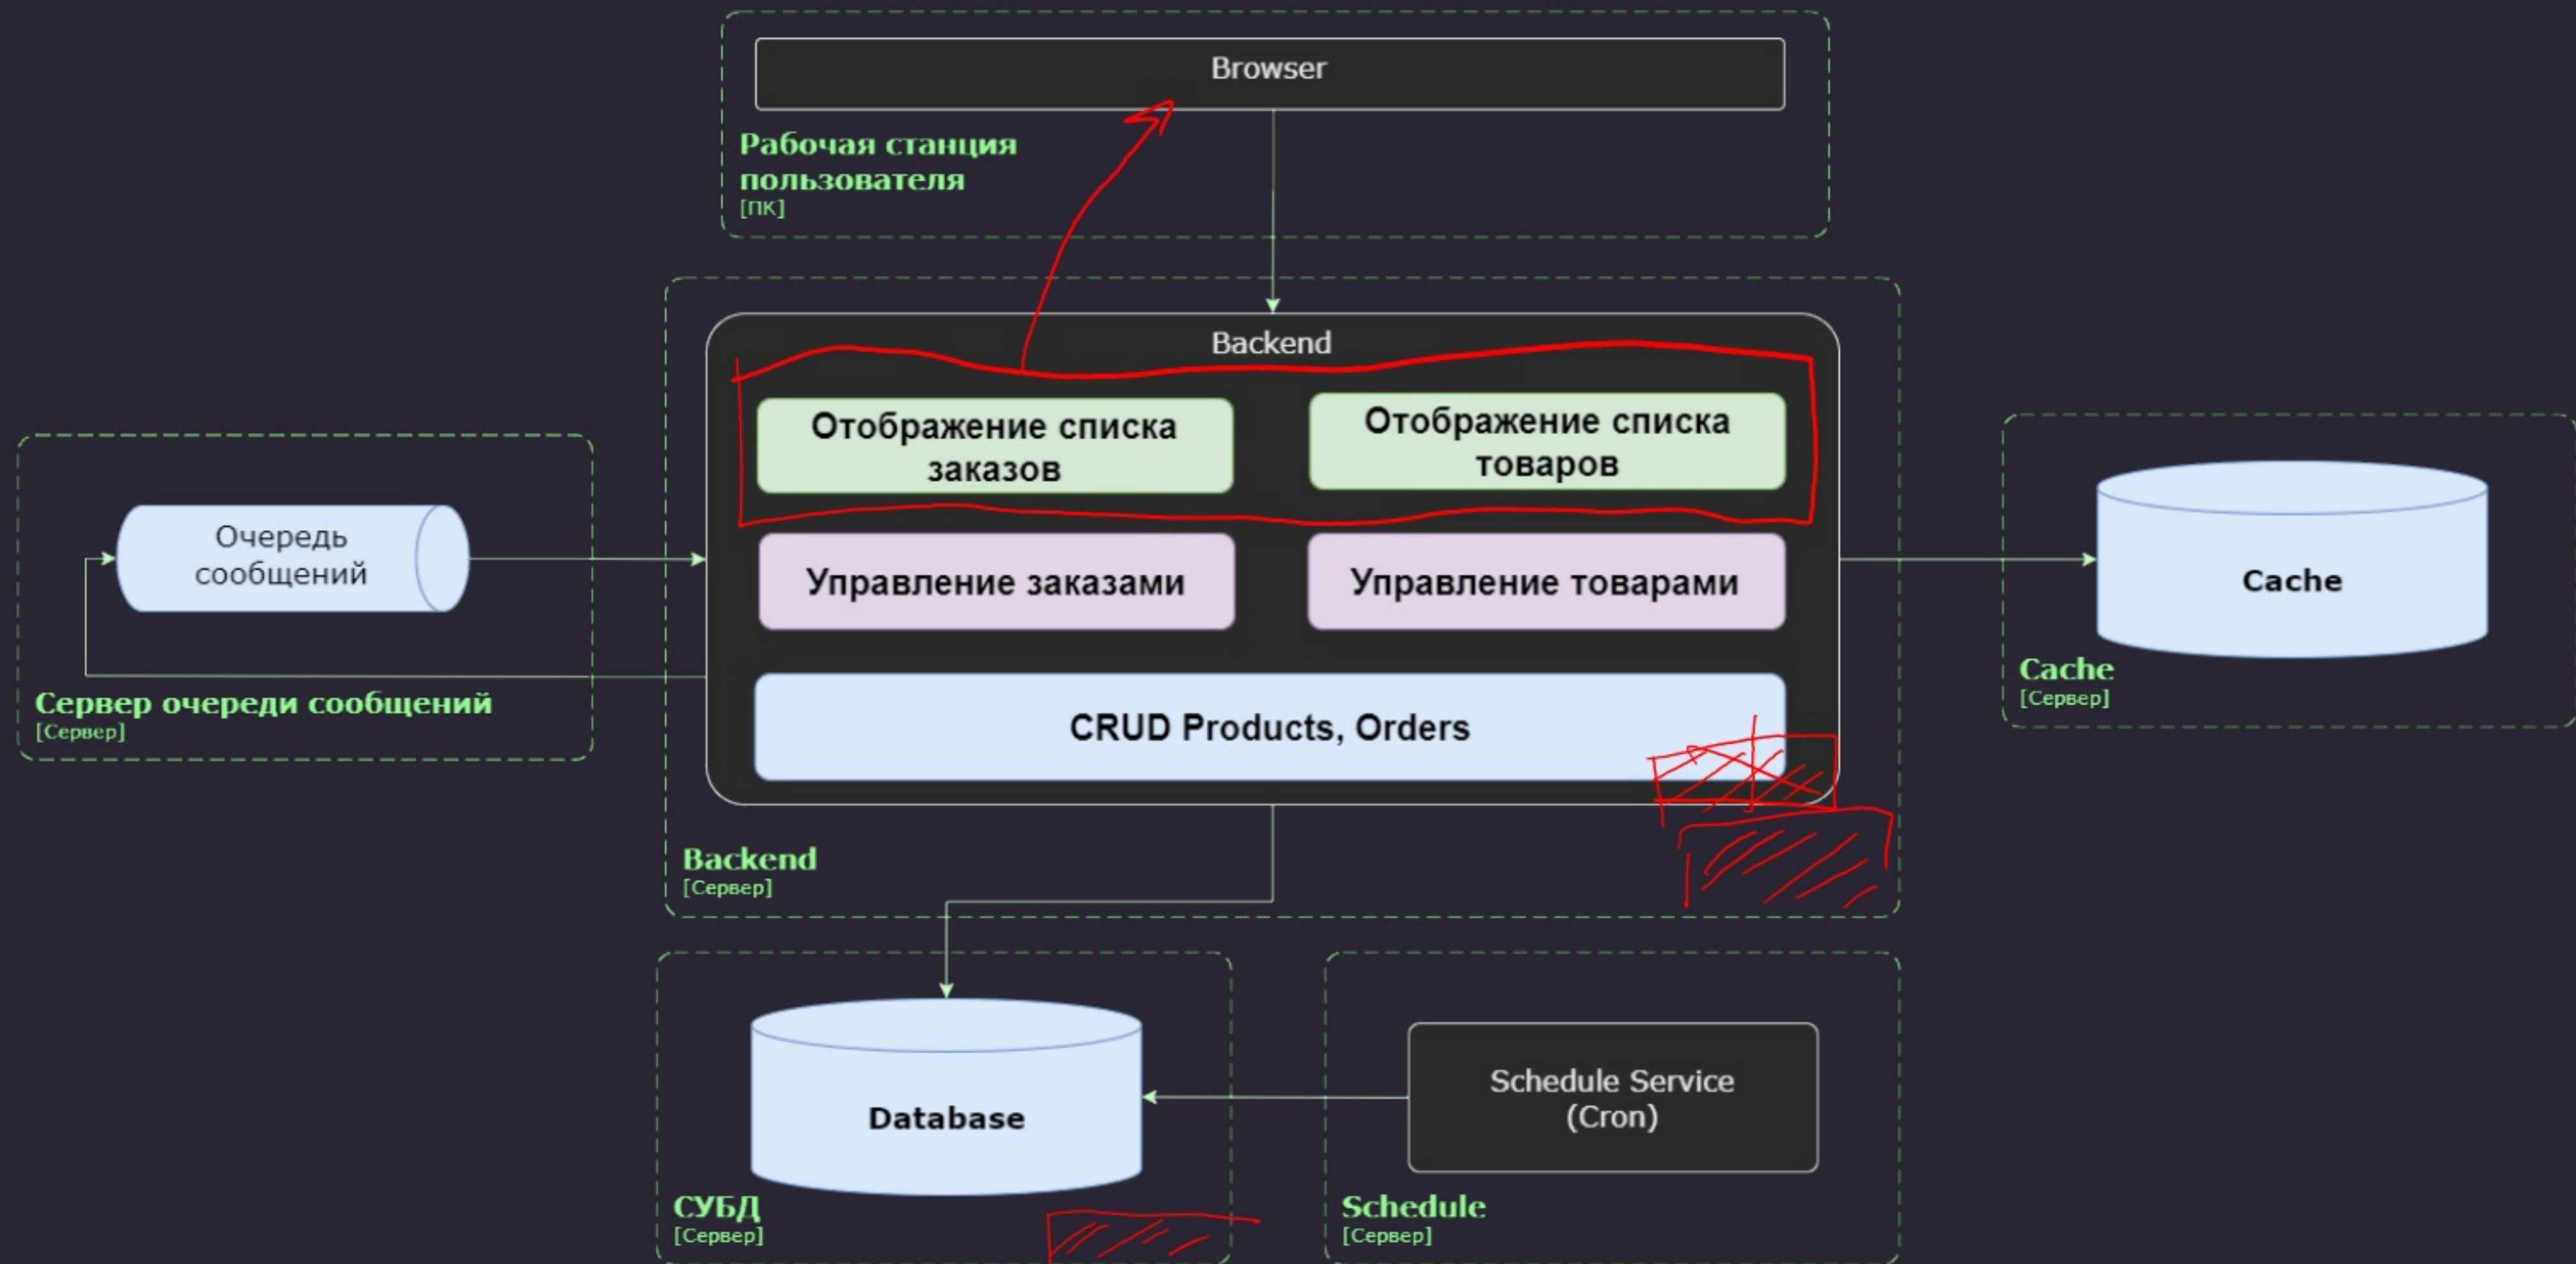 Browser
Рабочая станция
пользователя
[ПК]
Backend
Отображение списка
заказов
Отображение списка
товаров
Очередь
сообщений
Управление заказами
Управление товарами
Cache
Cache
[Сервер]
Сервер очереди сообщений
[Сервер]
CRUD Products, Orders
Backend
[Сервер]
Database
Schedule Service
(Cron)
СУБД
[Сервер]
Schedule
[Сервер]